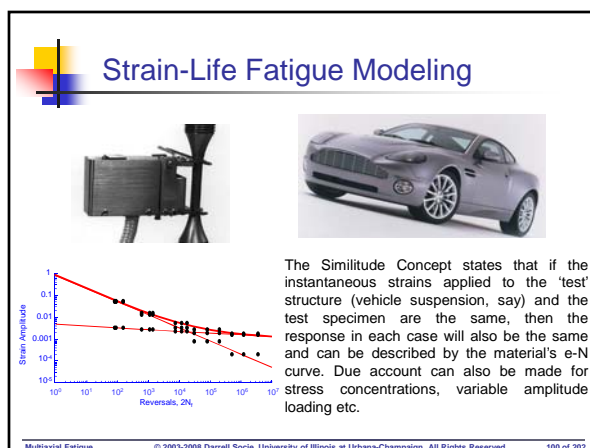 Strain-Life Fatigue Modeling
The Similitude Concept states that if the
instantaneous strains applied to the 'test'
structure (vehicle suspension, say) and the
test specimen are the same, then the
response in each case will also be the same
and can be described by the material's e-N
curve. Due account can also be made for
stress concentrations, variable amplitude
loading etc.
Strain Amplitude
1
0.1
0.01
0.001
10⁻⁴
10⁻⁵
10⁰ 10¹ 10² 10³ 10⁴ 10⁵ 10⁶ 10⁷
Reversals, 2Nf
Multiaxial Fatigue © 2003-2008 Darrell Socie, University of Illinois at Urbana-Champaign, All Rights Reserved 100 of 202